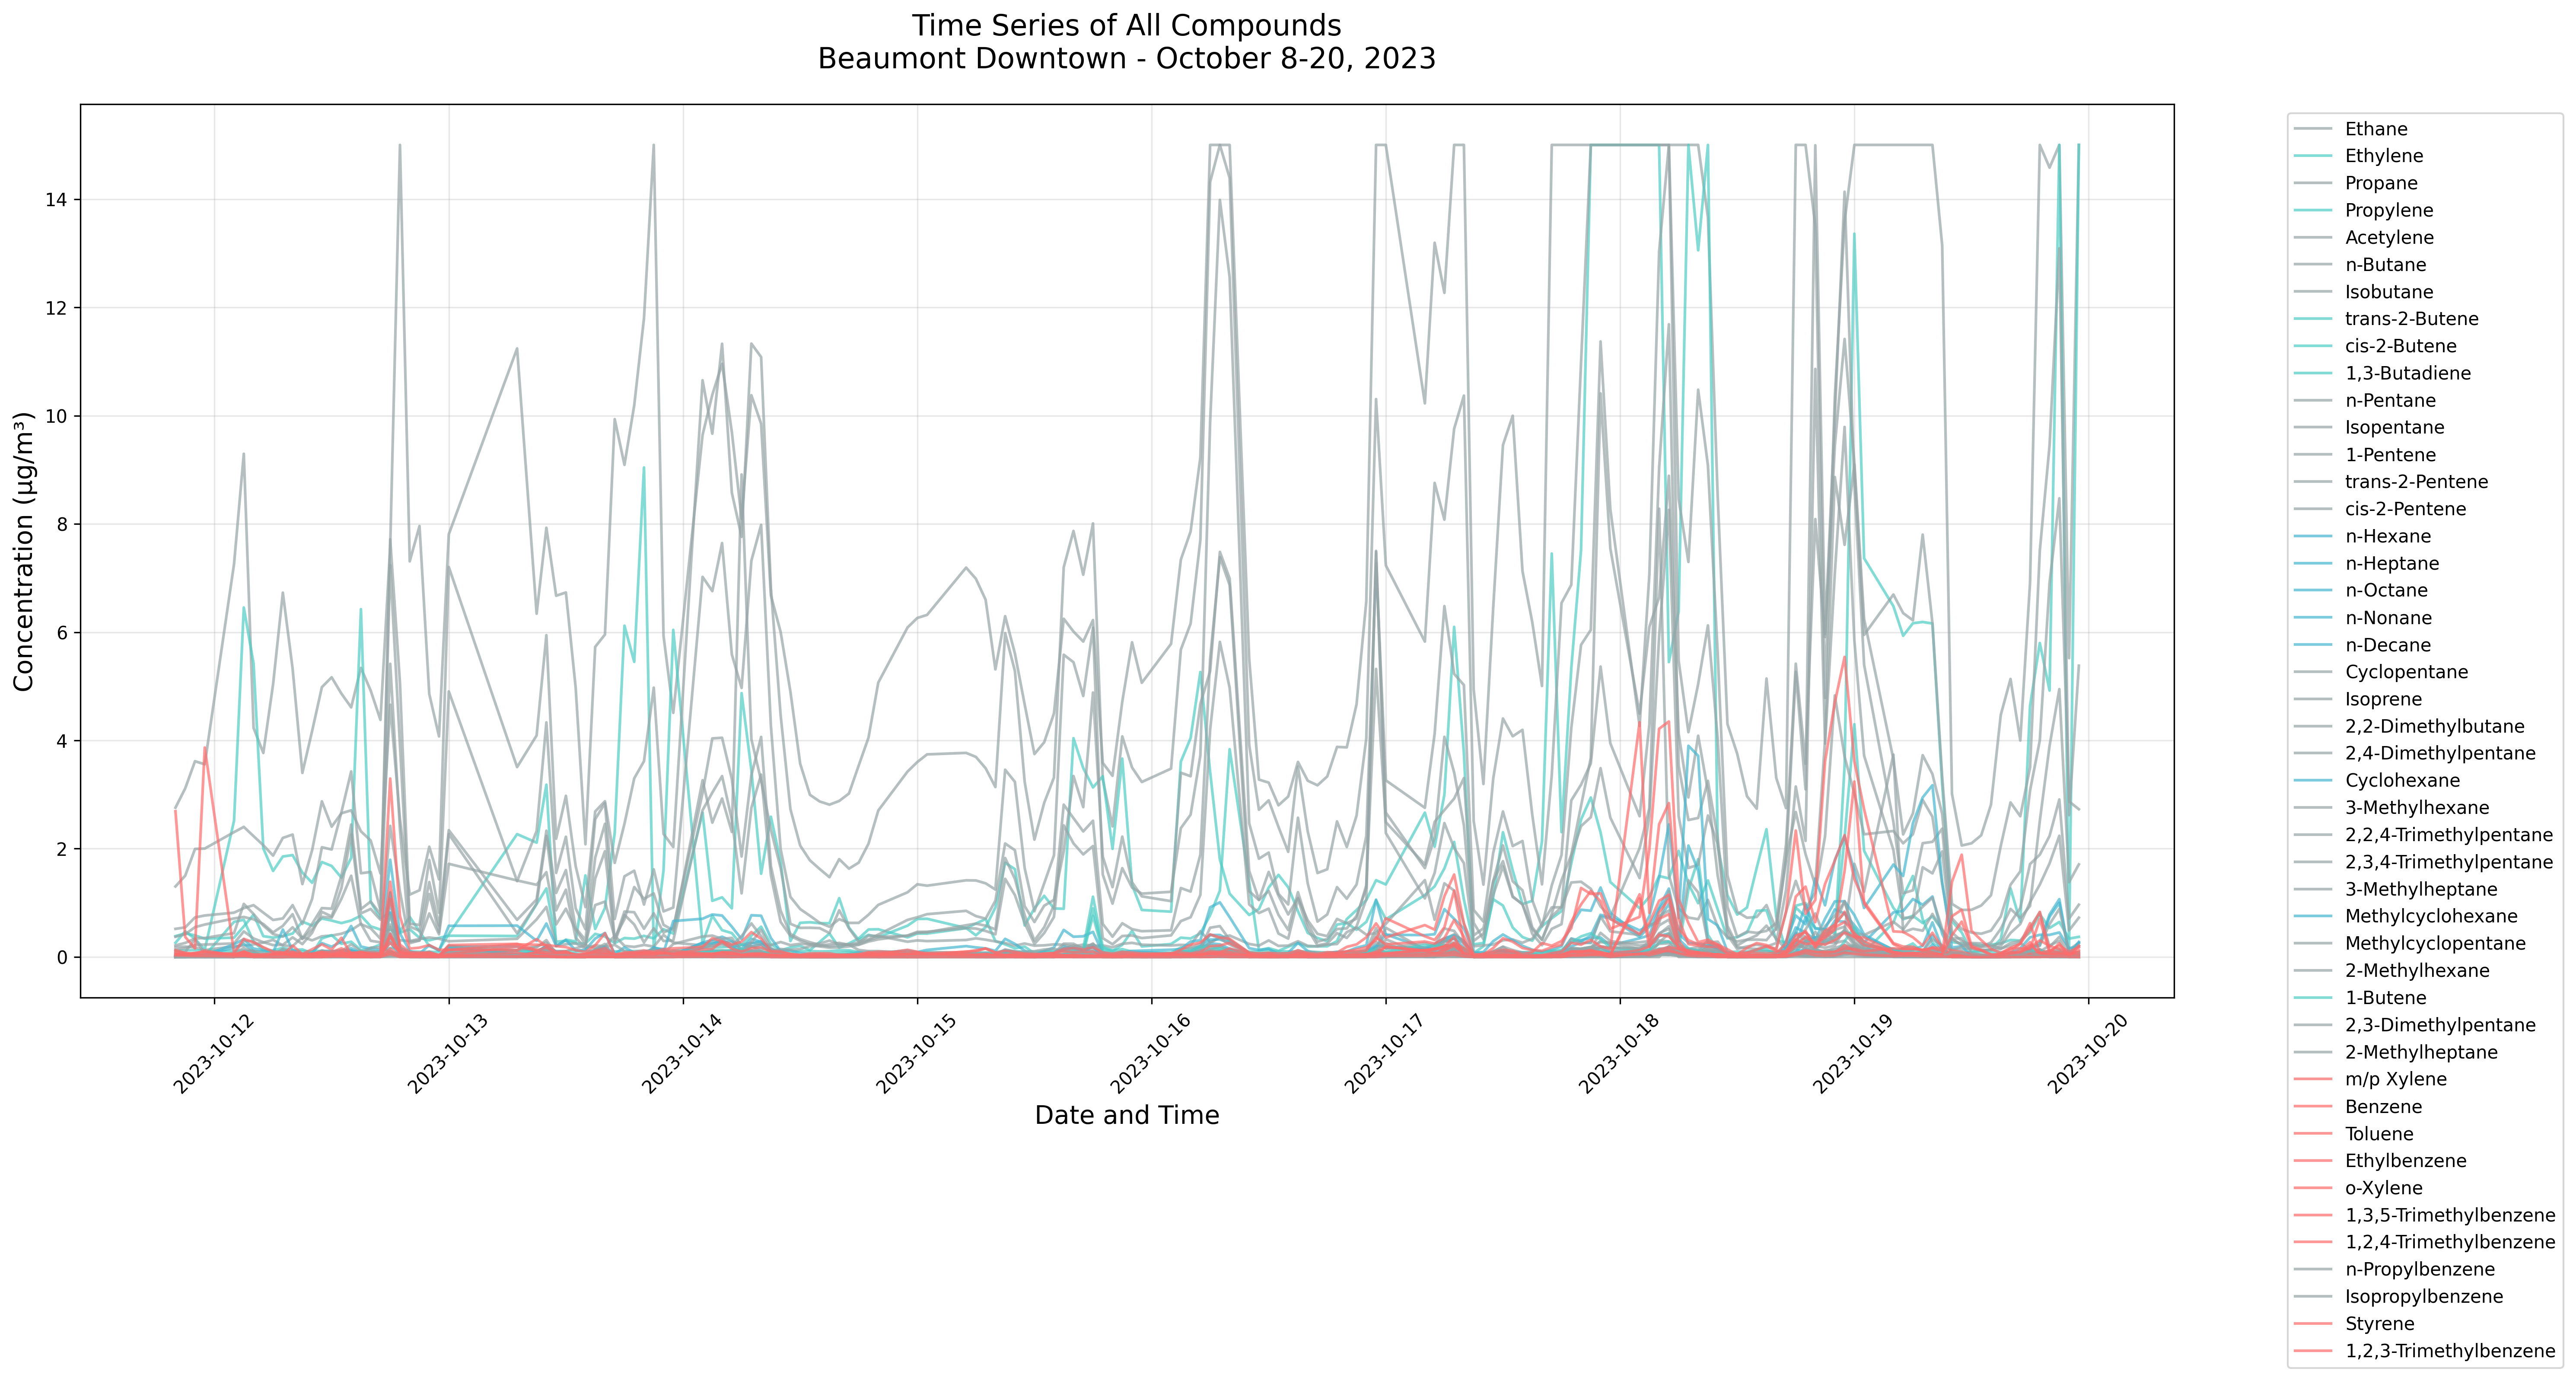 Time Series of All Compounds
Beaumont Downtown - October 8-20, 2023
Concentration (µg/m³)
14
12
10
8
6
4
2
0
2023-10-12
2023-10-13
2023-10-14
2023-10-15
2023-10-16
2023-10-17
2023-10-18
2023-10-19
2023-10-20
Date and Time
Ethane
Ethylene
Propane
Propylene
Acetylene
n-Butane
Isobutane
trans-2-Butene
cis-2-Butene
1,3-Butadiene
n-Pentane
Isopentane
1-Pentene
trans-2-Pentene
cis-2-Pentene
n-Hexane
n-Heptane
n-Octane
n-Nonane
n-Decane
Cyclopentane
Isoprene
2,2-Dimethylbutane
2,4-Dimethylpentane
Cyclohexane
3-Methylhexane
2,2,4-Trimethylpentane
2,3,4-Trimethylpentane
3-Methylheptane
Methylcyclohexane
Methylcyclopentane
2-Methylhexane
1-Butene
2,3-Dimethylpentane
2-Methylheptane
m/p Xylene
Benzene
Toluene
Ethylbenzene
o-Xylene
1,3,5-Trimethylbenzene
1,2,4-Trimethylbenzene
n-Propylbenzene
Isopropylbenzene
Styrene
1,2,3-Trimethylbenzene